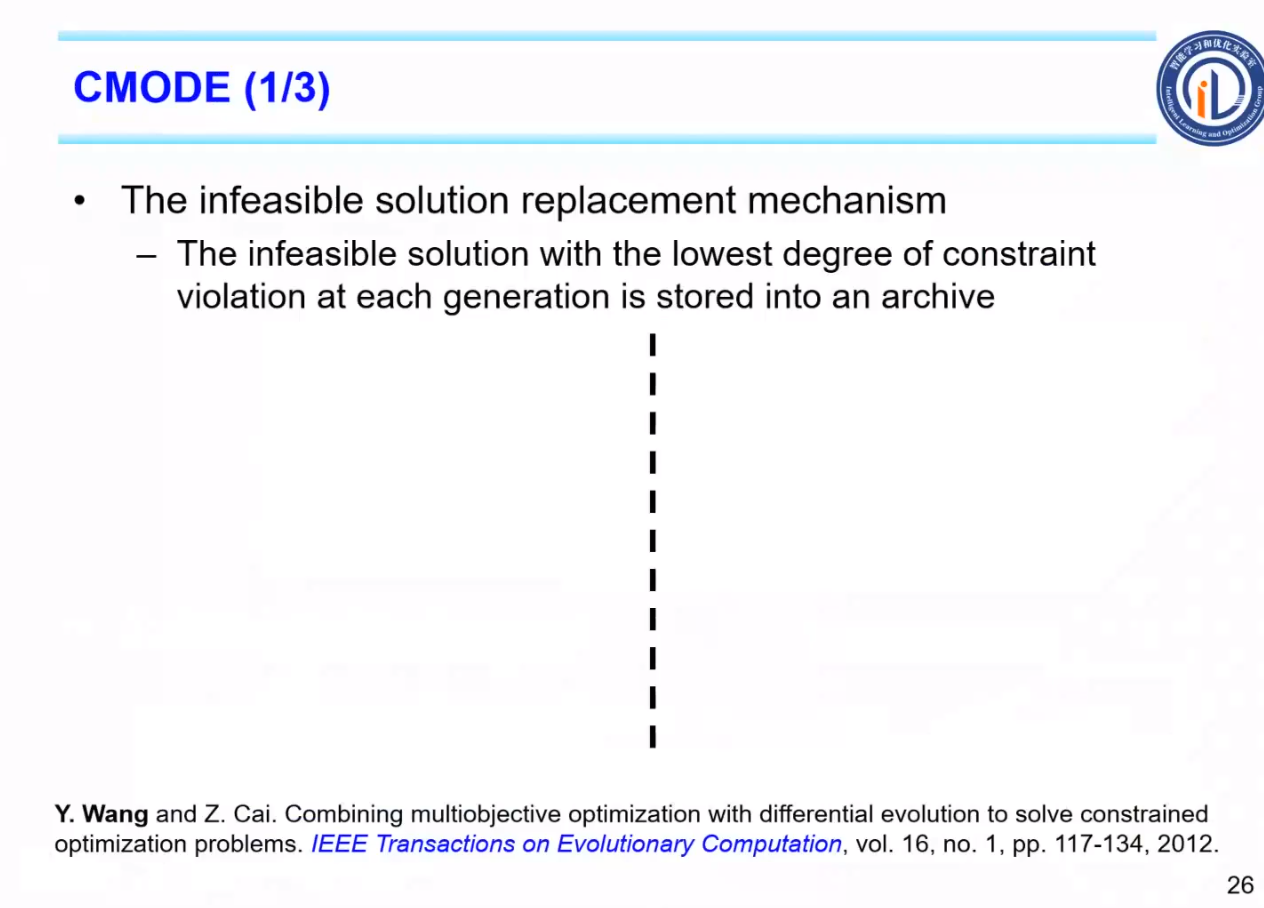 CMODE (1/3)
智能学习和优化实验室
Intelligent Learning and Optimization Group
• The infeasible solution replacement mechanism
– The infeasible solution with the lowest degree of constraint
violation at each generation is stored into an archive
Y. Wang and Z. Cai. Combining multiobjective optimization with differential evolution to solve constrained
optimization problems. IEEE Transactions on Evolutionary Computation, vol. 16, no. 1, pp. 117-134, 2012.
26